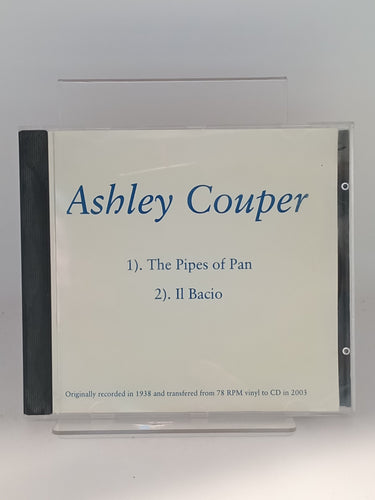 Ashley Couper
1). The Pipes of Pan
2). Il Bacio
Originally recorded in 1938 and transfered from 78 RPM vinyl to CD in 2003